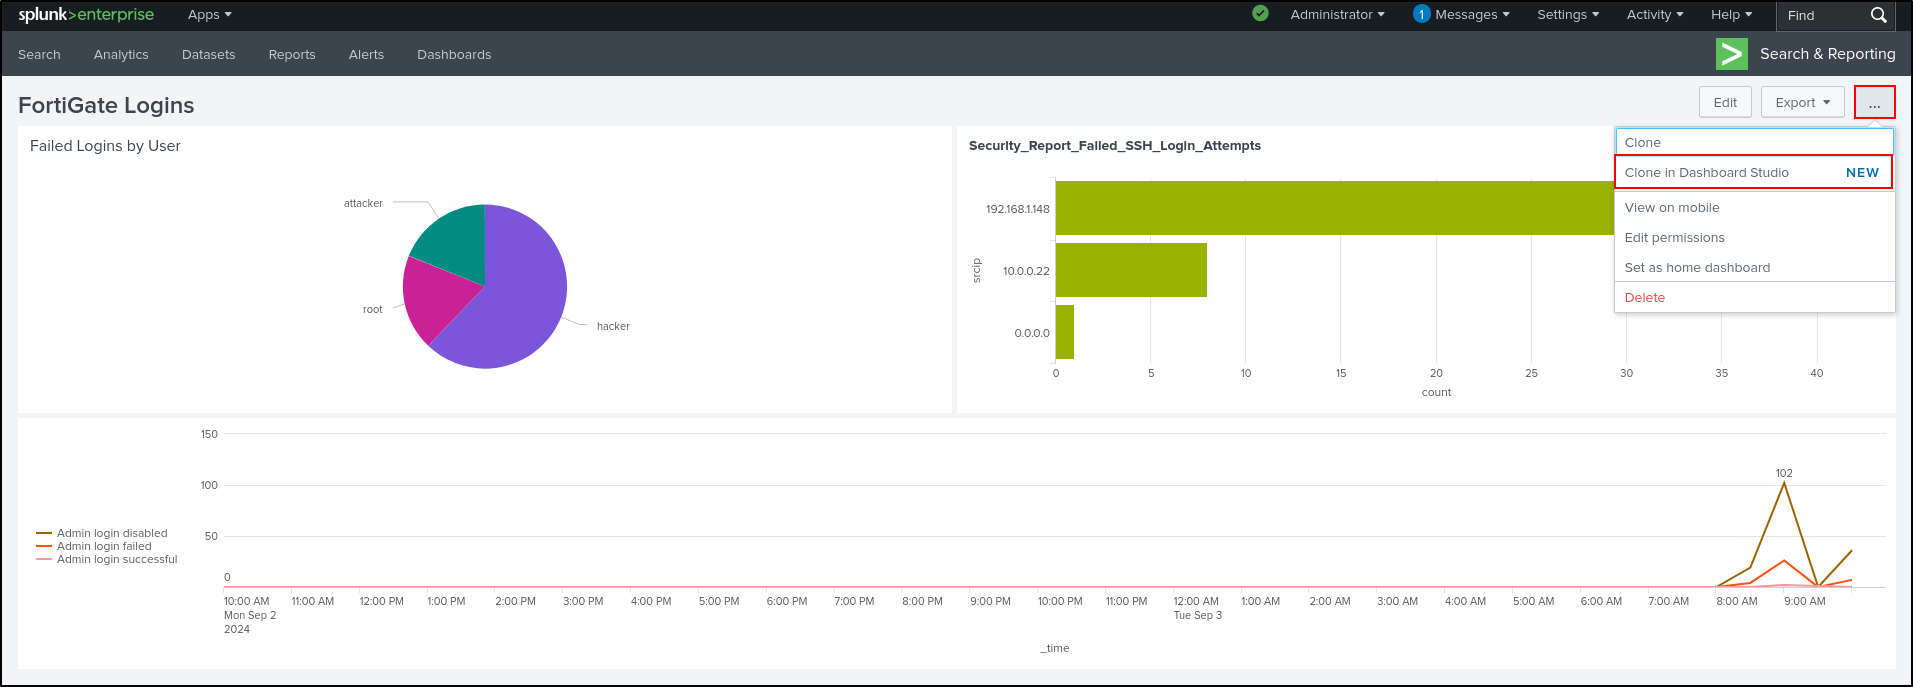 splunk>enterprise Apps Administrator 1 Messages Settings Activity Help Find
Search Analytics Datasets Reports Alerts Dashboards Search & Reporting
FortiGate Logins
Edit Export ...
Clone
Clone in Dashboard Studio NEW
View on mobile
Edit permissions
Set as home dashboard
Delete
Failed Logins by User
attacker
root
hacker
Security_Report_Failed_SSH_Login_Attempts
srcip
192.168.1.148
10.0.0.22
0.0.0.0
0 5 10 15 20 25 30 35 40
count
150
100
50
0
102
Admin login disabled
Admin login failed
Admin login successful
10:00 AM 11:00 AM 12:00 PM 1:00 PM 2:00 PM 3:00 PM 4:00 PM 5:00 PM 6:00 PM 7:00 PM 8:00 PM 9:00 PM 10:00 PM 11:00 PM 12:00 AM 1:00 AM 2:00 AM 3:00 AM 4:00 AM 5:00 AM 6:00 AM 7:00 AM 8:00 AM 9:00 AM
Mon Sep 2 Tue Sep 3
2024
_time